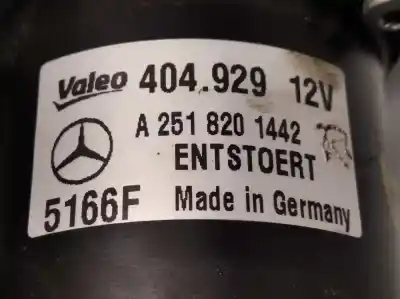 Valeo 404.929 12V
A 251 820 1442
ENTSTOERT
5166F Made in Germany